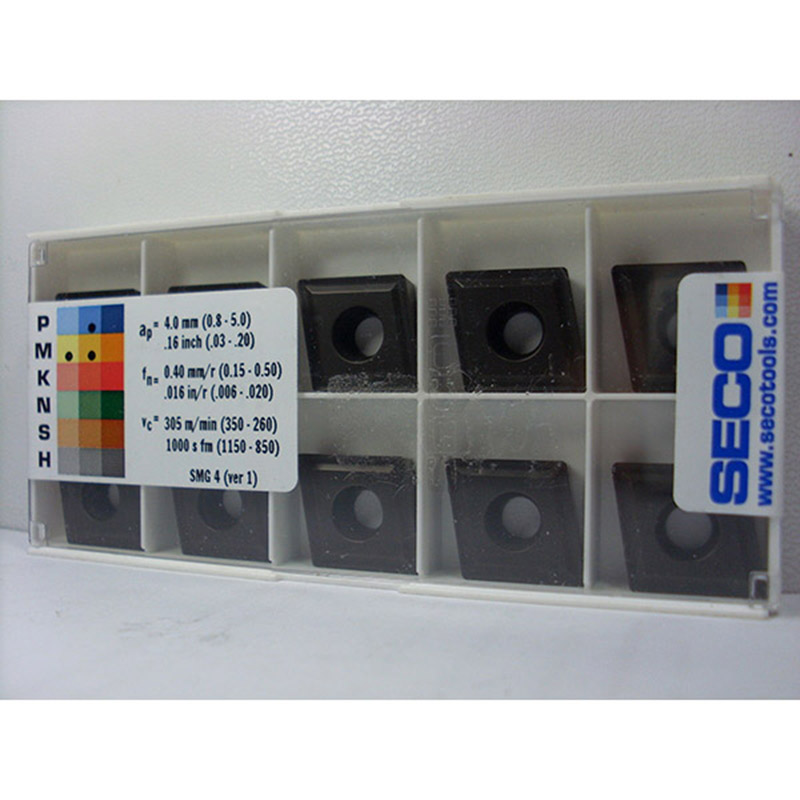 P
M
K
N
S
H
ap= 4.0 mm (0.8 - 5.0)
.16 inch (.03 - .20)
fn= 0.40 mm/r (0.15 - 0.50)
.016 in/r (.006 - .020)
vc= 305 m/min (350 - 260)
1000 s fm (1150 - 850)
SMG 4 (ver 1)
SECO
www.secotools.com